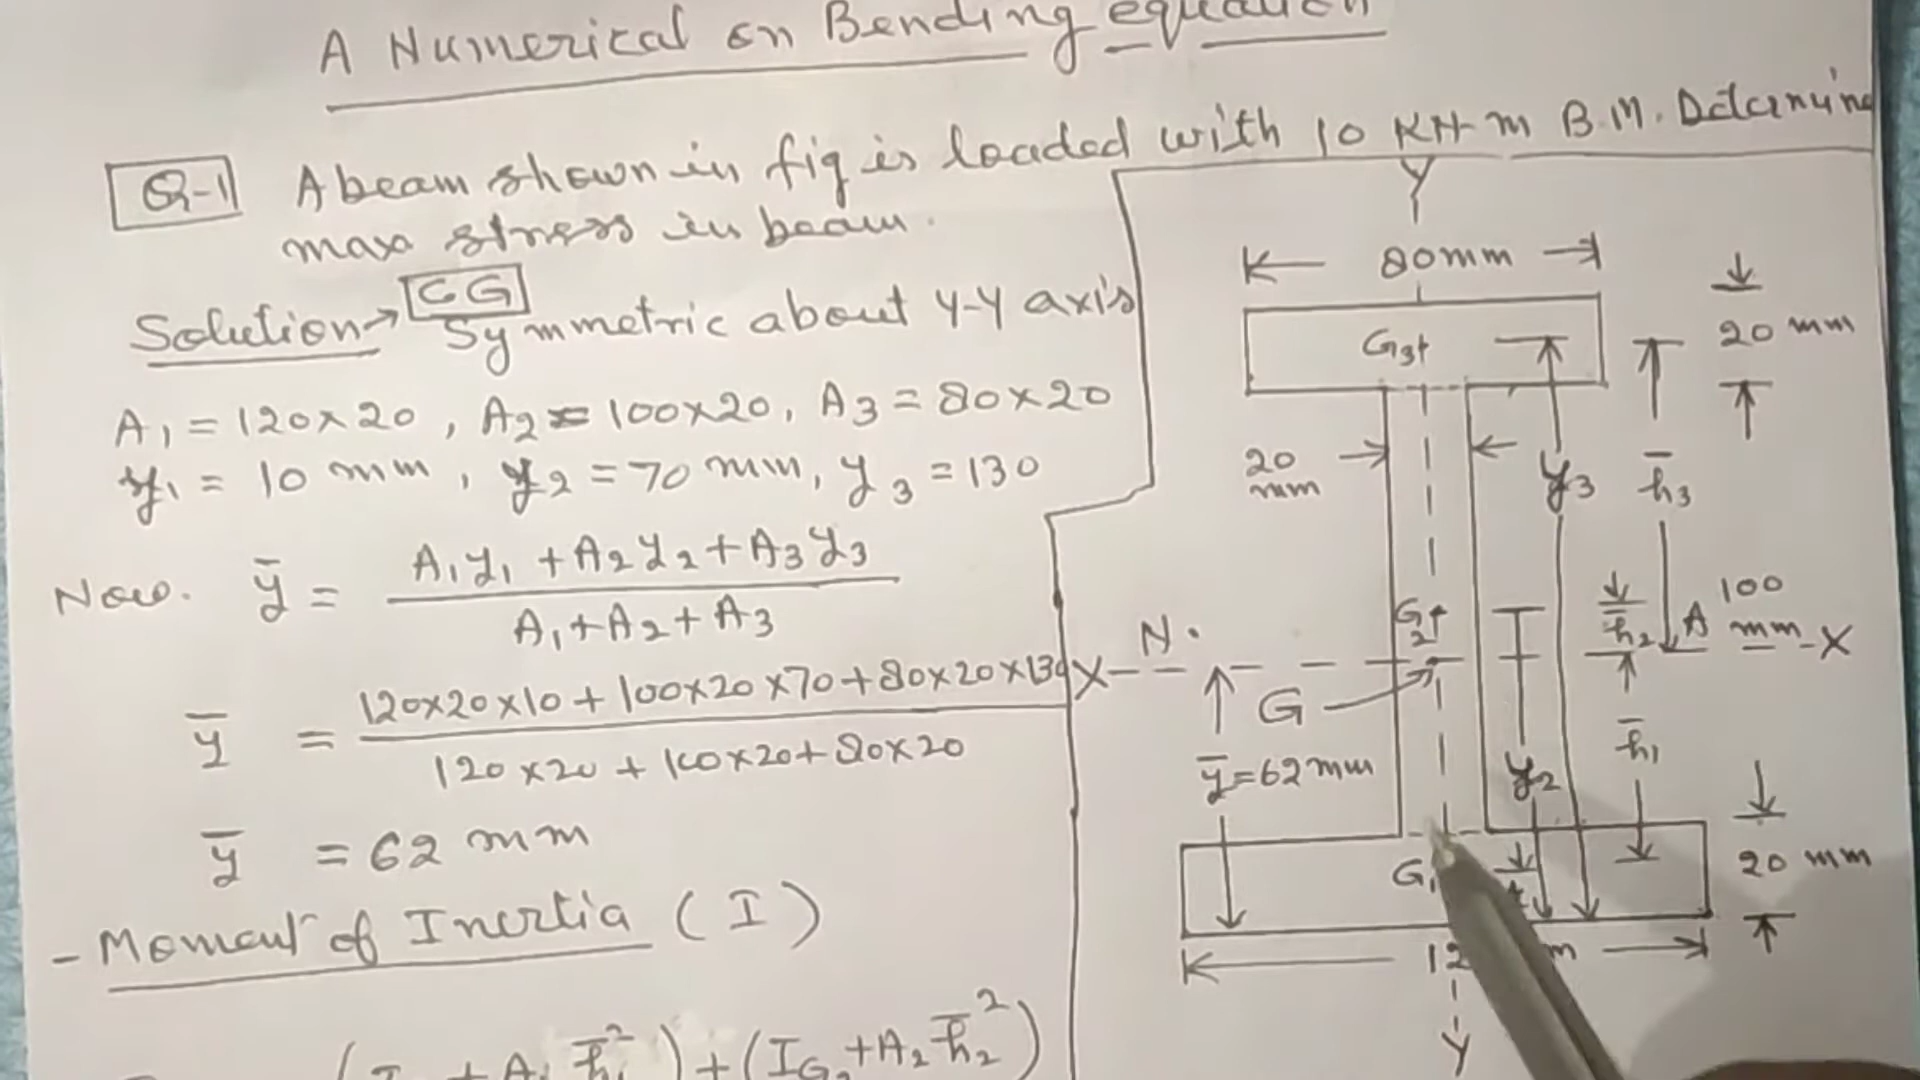 A Numerical on Bending equation
Q-1 A beam shown in fig is loaded with 10 KN-m B.M. Determine
max stress in beam.
Solution → CG
Symmetric about Y-Y axis
A₁ = 120×20, A₂ = 100×20, A₃ = 80×20
y₁ = 10 mm, y₂ = 70 mm, y₃ = 130
Now. ȳ = A₁y₁ + A₂y₂ + A₃y₃
A₁ + A₂ + A₃
ȳ = 120×20×10 + 100×20×70 + 80×20×130
120×20 + 100×20 + 80×20
ȳ = 62 mm
- Moment of Inertia (I)
+ A₁h̄₁²) + (I_G₂ + A₂h̄₂²)
Y
80mm
20 mm
G₃
20
mm
y₃
h̄₃
G₂
h̄₂
A
100
mm
X
N.
X
G
ȳ = 62 mm
y₂
h̄₁
G₁
20 mm
Y